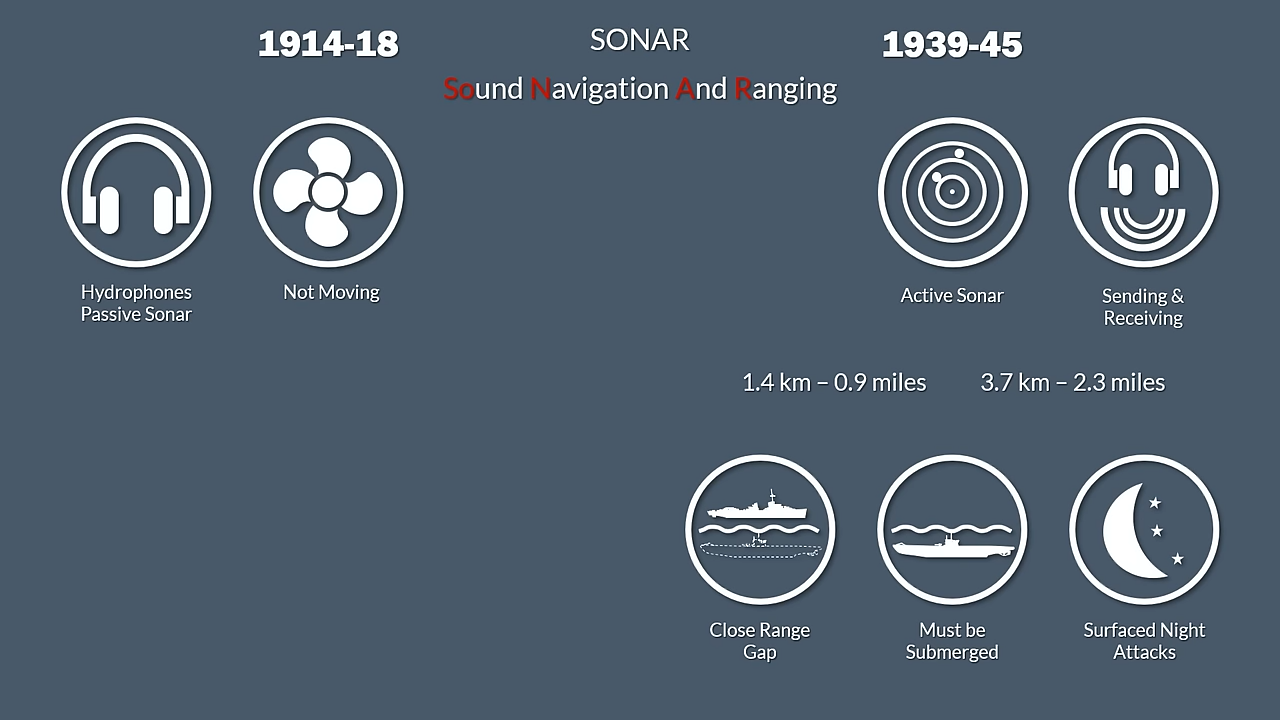 1914-18
SONAR
1939-45
Sound Navigation And Ranging
Hydrophones
Passive Sonar
Not Moving
Active Sonar
Sending &
Receiving
1.4 km – 0.9 miles
3.7 km – 2.3 miles
Close Range
Gap
Must be
Submerged
Surfaced Night
Attacks